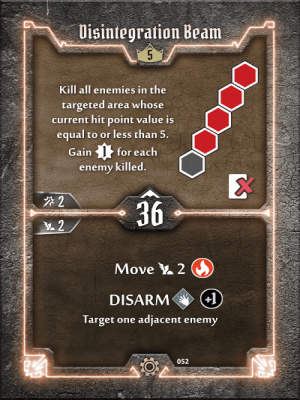 Disintegration Beam
5
Kill all enemies in the
targeted area whose
current hit point value is
equal to or less than 5.
Gain 1 for each
enemy killed.
2
36
2
Move 2
DISARM +1
Target one adjacent enemy
052